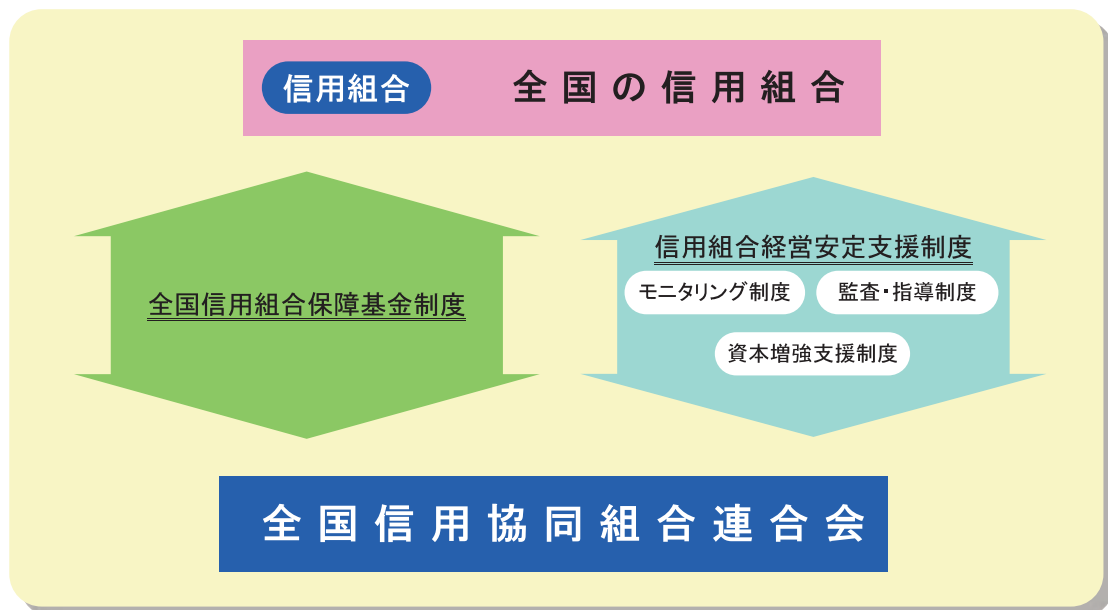 信用組合 全国の信用組合
全国信用組合保障基金制度
信用組合経営安定支援制度
モニタリング制度 監査・指導制度
資本増強支援制度
全国信用協同組合連合会